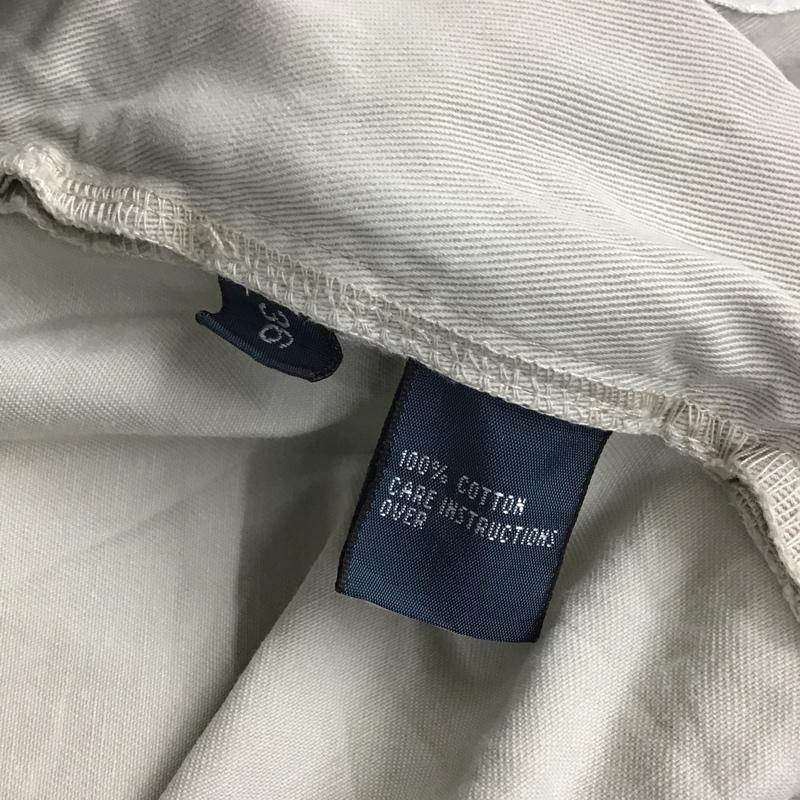 36
100% COTTON
CARE INSTRUCTIONS
OVER